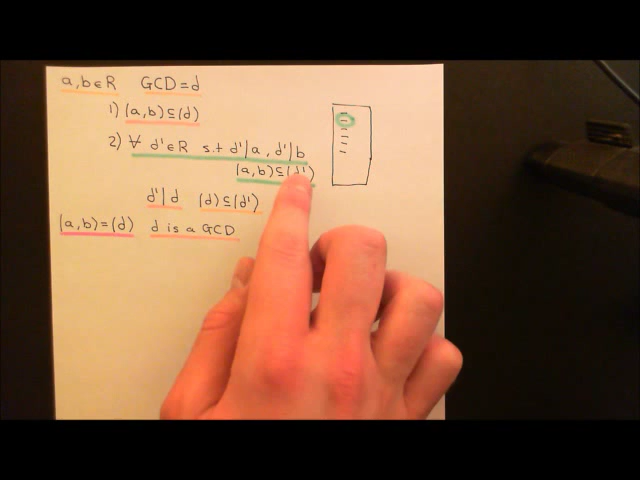 a,b∈R GCD=d
1) (a,b)⊆(d)
2) ∀ d'∈R s.t d'|a, d'|b
(a,b)⊆(d')
d'|d (d)⊆(d')
(a,b)=(d) d is a GCD